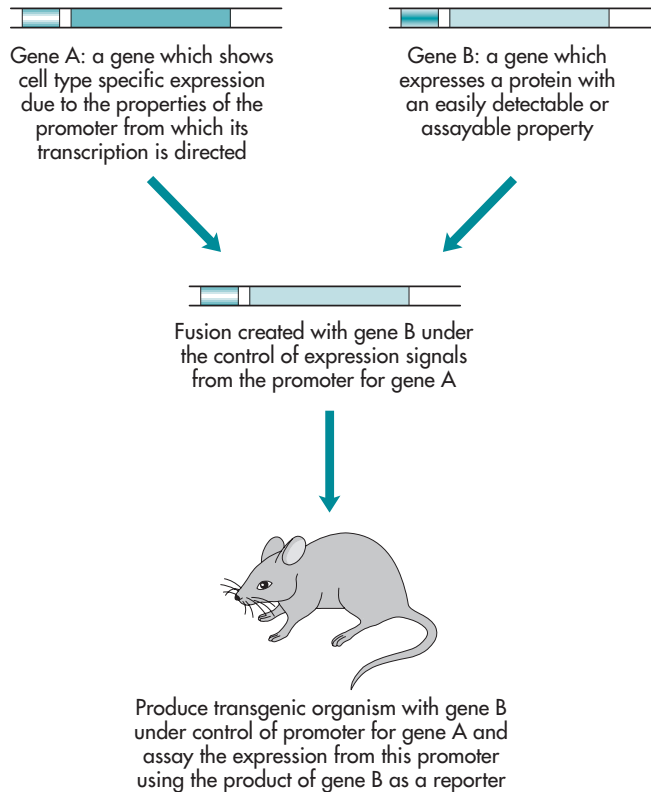 Gene A: a gene which shows
cell type specific expression
due to the properties of the
promoter from which its
transcription is directed
Gene B: a gene which
expresses a protein with
an easily detectable or
assayable property
Fusion created with gene B under
the control of expression signals
from the promoter for gene A
Produce transgenic organism with gene B
under control of promoter for gene A and
assay the expression from this promoter
using the product of gene B as a reporter